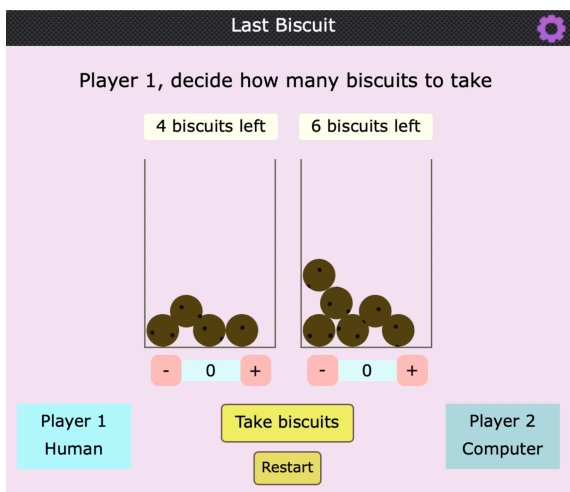 Last Biscuit
Player 1, decide how many biscuits to take
4 biscuits left
6 biscuits left
- 0 +
- 0 +
Player 1
Human
Take biscuits
Restart
Player 2
Computer